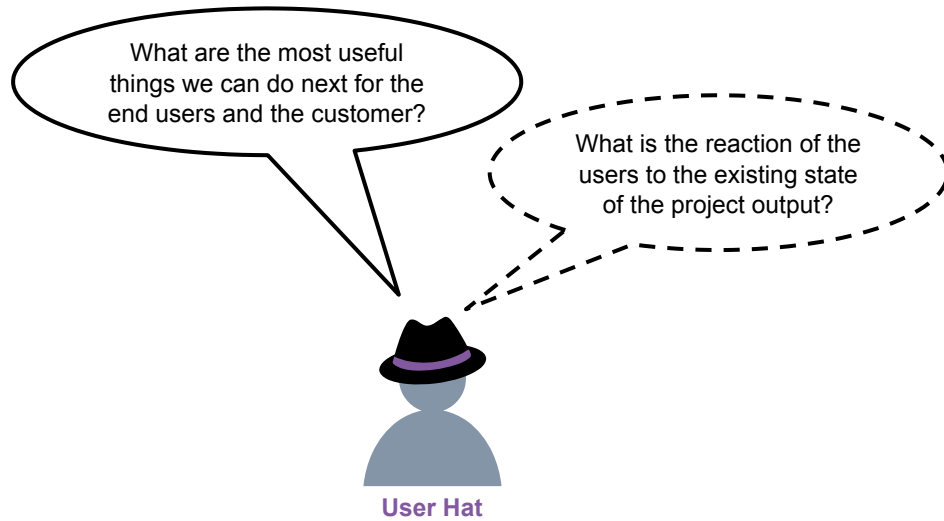 What are the most useful
things we can do next for the
end users and the customer?
What is the reaction of the
users to the existing state
of the project output?
User Hat